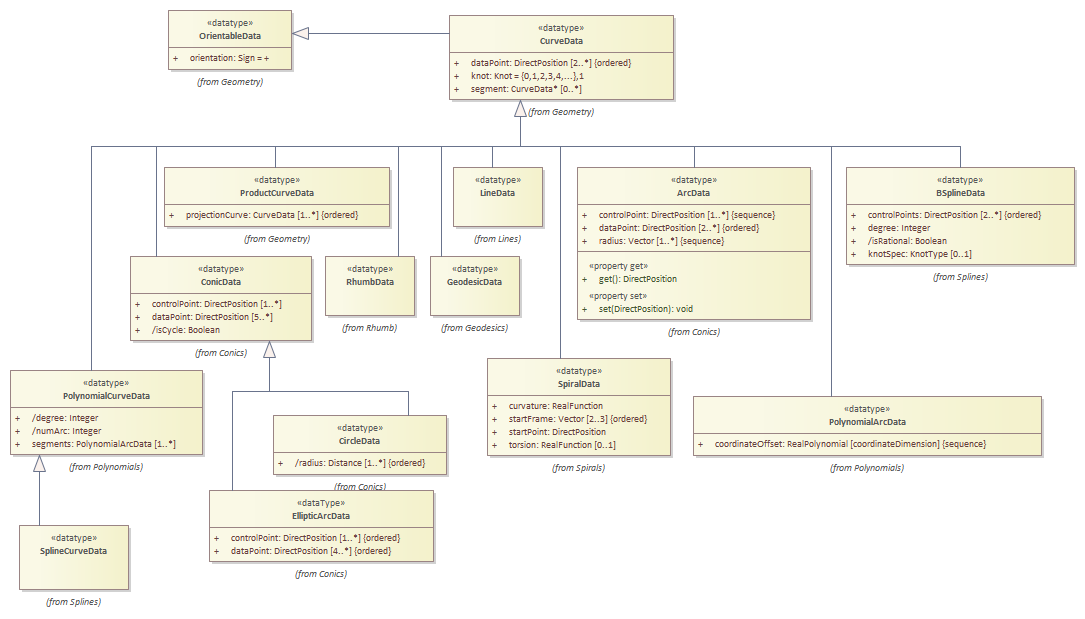 «datatype»
OrientableData
+ orientation: Sign = +
(from Geometry)
«datatype»
CurveData
+ dataPoint: DirectPosition [2..*] {ordered}
+ knot: Knot = {0,1,2,3,4,...},1
+ segment: CurveData* [0..*]
(from Geometry)
«datatype»
ProductCurveData
+ projectionCurve: CurveData [1..*] {ordered}
(from Geometry)
«datatype»
LineData
(from Lines)
«datatype»
ArcData
+ controlPoint: DirectPosition [1..*] {sequence}
+ dataPoint: DirectPosition [2..*] {ordered}
+ radius: Vector [1..*] {sequence}
«property get»
+ get(): DirectPosition
«property set»
+ set(DirectPosition): void
(from Conics)
«datatype»
BSplineData
+ controlPoints: DirectPosition [2..*] {ordered}
+ degree: Integer
+ /isRational: Boolean
+ knotSpec: KnotType [0..1]
(from Splines)
«datatype»
ConicData
+ controlPoint: DirectPosition [1..*]
+ dataPoint: DirectPosition [5..*]
+ /isCycle: Boolean
(from Conics)
«datatype»
RhumbData
(from Rhumb)
«datatype»
GeodesicData
(from Geodesics)
«datatype»
PolynomialCurveData
+ /degree: Integer
+ /numArc: Integer
+ segments: PolynomialArcData [1..*]
(from Polynomials)
«datatype»
SpiralData
+ curvature: RealFunction
+ startFrame: Vector [2..3] {ordered}
+ startPoint: DirectPosition
+ torsion: RealFunction [0..1]
(from Spirals)
«datatype»
PolynomialArcData
+ coordinateOffset: RealPolynomial [coordinateDimension] {sequence}
(from Polynomials)
«datatype»
CircleData
+ /radius: Distance [1..*] {ordered}
(from Conics)
«dataType»
EllipticArcData
+ controlPoint: DirectPosition [1..*] {ordered}
+ dataPoint: DirectPosition [4..*] {ordered}
(from Conics)
«datatype»
SplineCurveData
(from Splines)